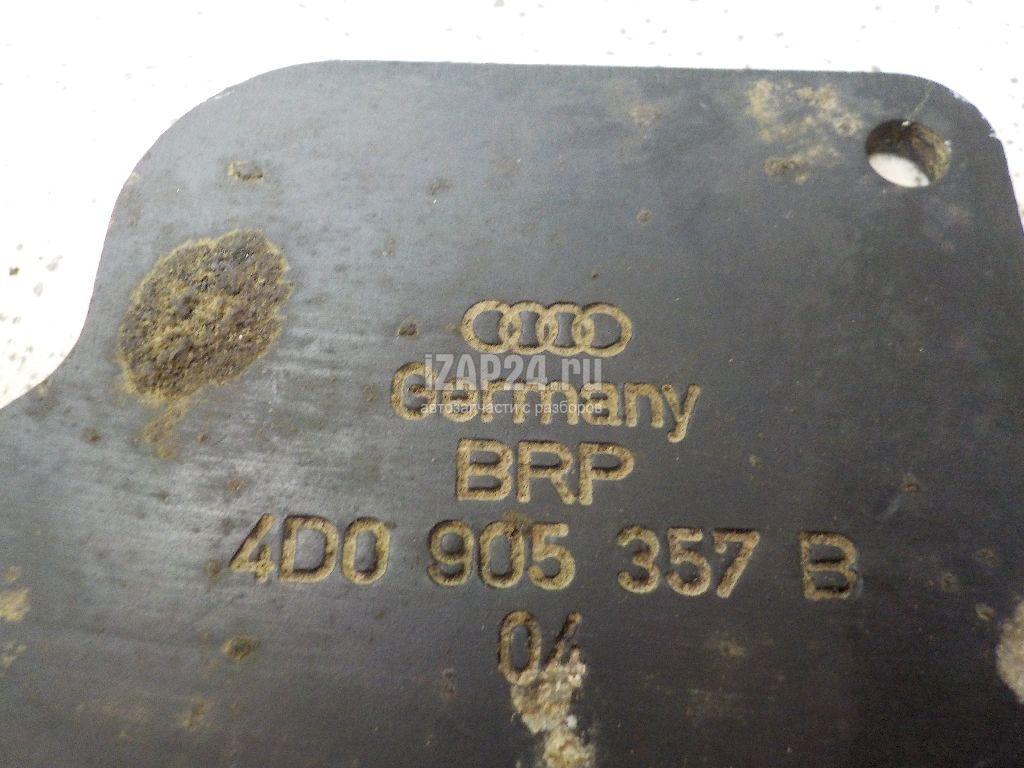 iZAP24.ru
Germany
автозапчасти с разборов
BRP
4D0 905 357 B
04